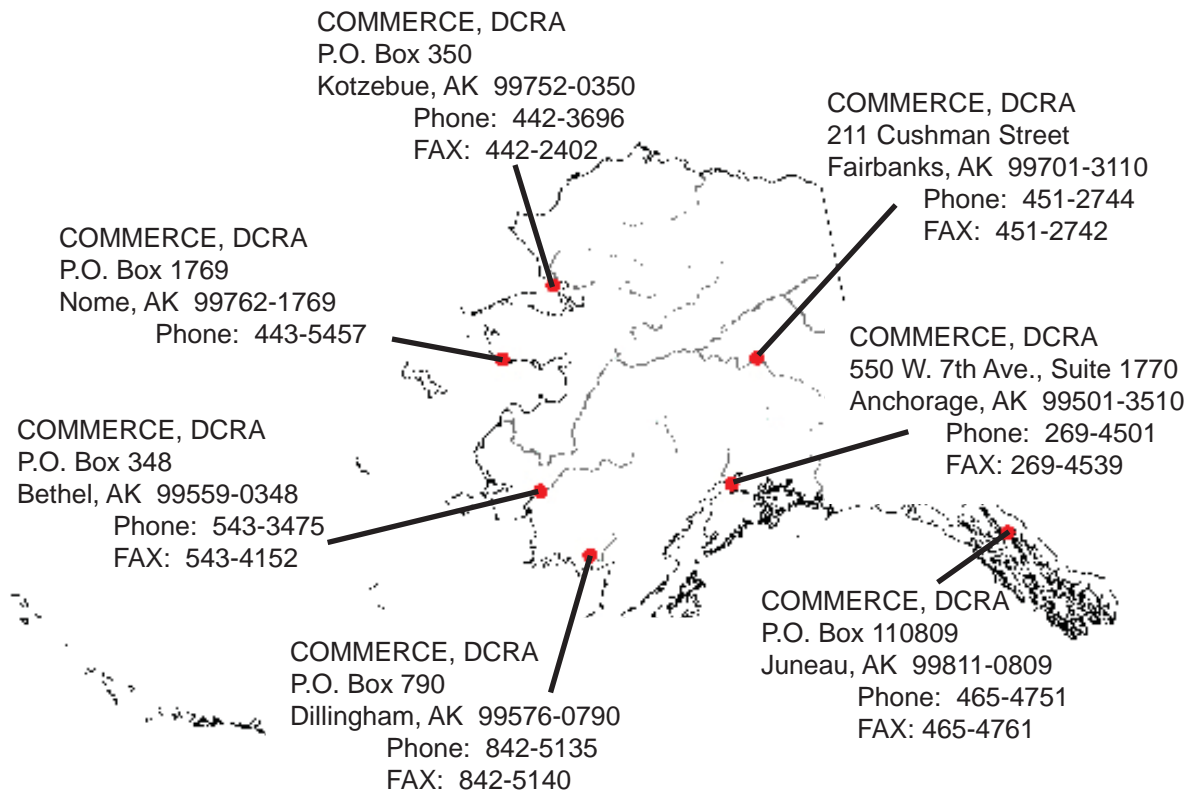 COMMERCE, DCRA
P.O. Box 350
Kotzebue, AK  99752-0350
Phone:  442-3696
FAX:  442-2402
COMMERCE, DCRA
211 Cushman Street
Fairbanks, AK  99701-3110
Phone:  451-2744
FAX:  451-2742
COMMERCE, DCRA
P.O. Box 1769
Nome, AK  99762-1769
Phone:  443-5457
COMMERCE, DCRA
550 W. 7th Ave., Suite 1770
Anchorage, AK  99501-3510
Phone:  269-4501
FAX: 269-4539
COMMERCE, DCRA
P.O. Box 348
Bethel, AK  99559-0348
Phone:  543-3475
FAX:  543-4152
COMMERCE, DCRA
P.O. Box 110809
Juneau, AK  99811-0809
Phone:  465-4751
FAX: 465-4761
COMMERCE, DCRA
P.O. Box 790
Dillingham, AK  99576-0790
Phone:  842-5135
FAX:  842-5140